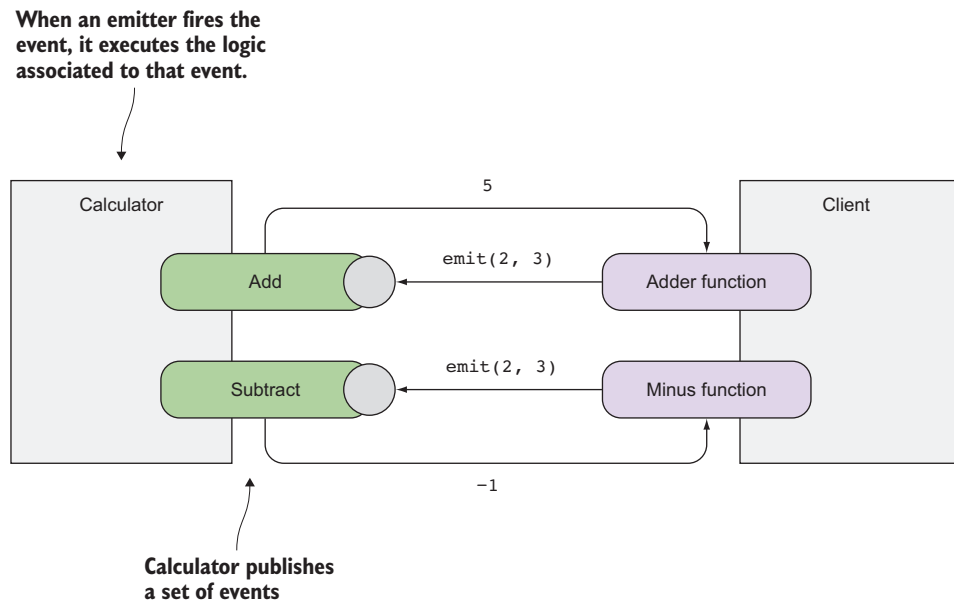 When an emitter fires the
event, it executes the logic
associated to that event.
5
Calculator
Client
emit(2, 3)
Add
Adder function
emit(2, 3)
Subtract
Minus function
−1
Calculator publishes
a set of events